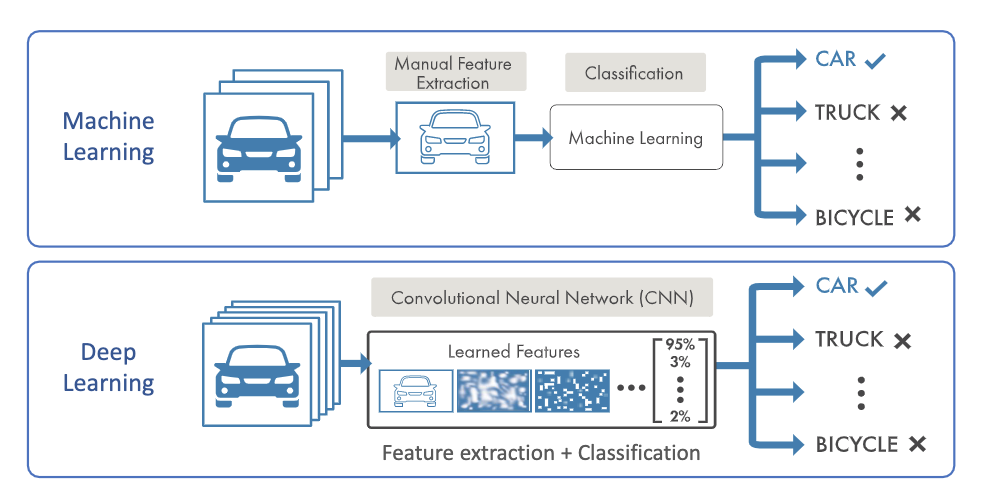 Machine
Learning
Manual Feature
Extraction
Classification
Machine Learning
CAR
TRUCK
BICYCLE
Deep
Learning
Convolutional Neural Network (CNN)
Learned Features
95%
3%
2%
Feature extraction + Classification
CAR
TRUCK
BICYCLE